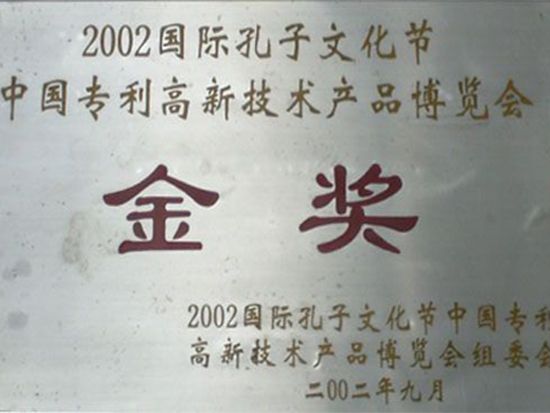 2002国际孔子文化节
中国专利高新技术产品博览会
金奖
2002国际孔子文化节中国专利
高新技术产品博览会组委会
二00二年九月